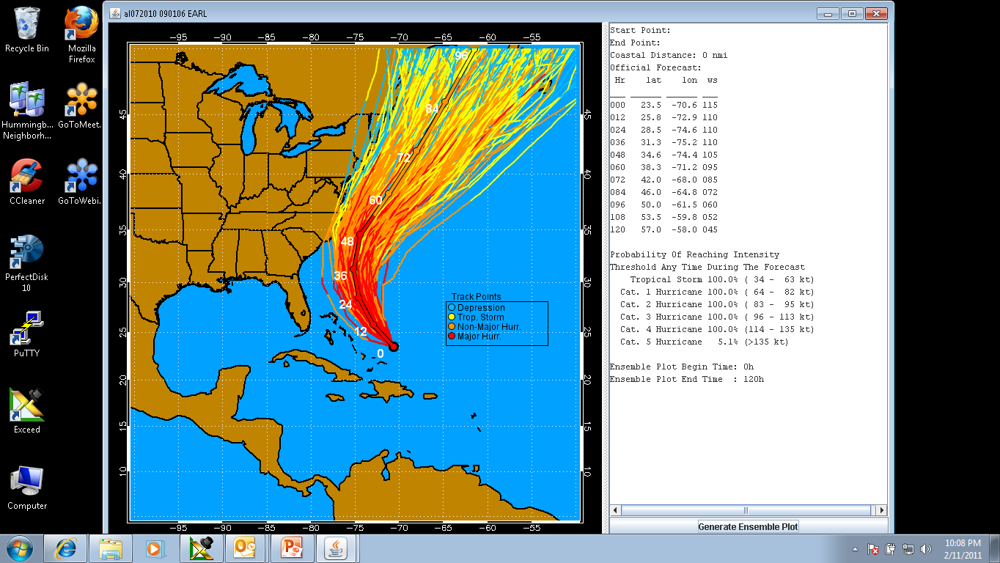 al072010 090106 EARL
Recycle Bin
Mozilla
Firefox
Hummingb...
Neighborh...
GoToMeet.
CCleaner
GoToWebi.
PerfectDisk
10
PuTTY
Exceed
Computer
-95 -90 -85 -80 -75 -70 -65 -60 -55
45
40
35
30
25
20
15
10
96
84
72
60
48
36
24
12
0
Track Points
Depression
Trop. Storm
Non-Major Hurr.
Major Hurr.
45
40
35
30
25
20
15
10
-95 -90 -85 -80 -75 -70 -65 -60 -55
Start Point:
End Point:
Coastal Distance: 0 nmi
Official Forecast:
Hr lat lon ws
000 23.5 -70.6 115
012 25.8 -72.9 110
024 28.5 -74.6 110
036 31.3 -75.2 110
048 34.6 -74.4 105
060 38.3 -71.2 095
072 42.0 -68.0 085
084 46.0 -64.8 072
096 50.0 -61.5 060
108 53.5 -59.8 052
120 57.0 -58.0 045
Probability Of Reaching Intensity
Threshold Any Time During The Forecast
Tropical Storm 100.0% ( 34 - 63 kt)
Cat. 1 Hurricane 100.0% ( 64 - 82 kt)
Cat. 2 Hurricane 100.0% ( 83 - 95 kt)
Cat. 3 Hurricane 100.0% ( 96 - 113 kt)
Cat. 4 Hurricane 100.0% (114 - 135 kt)
Cat. 5 Hurricane 5.1% (>135 kt)
Ensemble Plot Begin Time: 0h
Ensemble Plot End Time : 120h
Generate Ensemble Plot
10:08 PM
2/11/2011